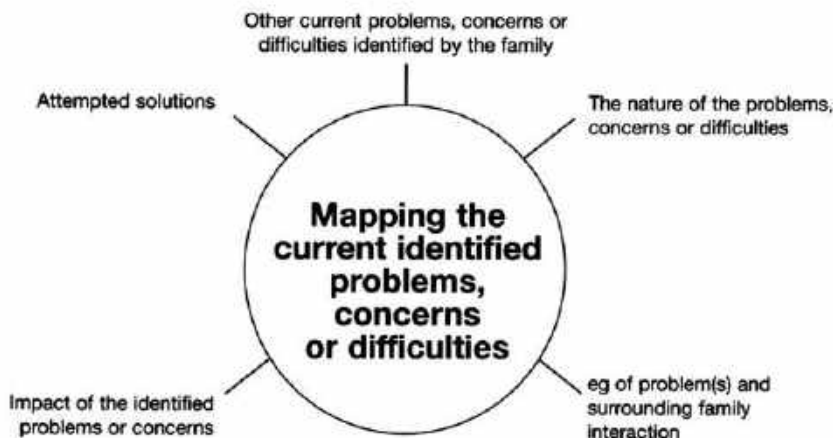 Other current problems, concerns or
difficulties identified by the family
Attempted solutions
The nature of the problems,
concerns or difficulties
Mapping the
current identified
problems,
concerns
or difficulties
Impact of the identified
problems or concerns
eg of problem(s) and
surrounding family
interaction